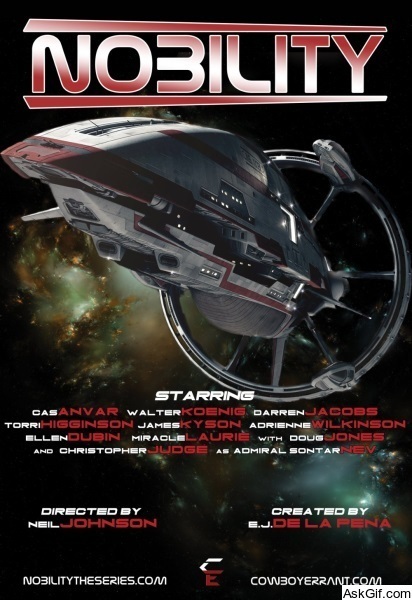 NOBILITY
STARRING
CAS ANVAR WALTER KOENIG DARREN JACOBS
TORRI HIGGINSON JAMES KYSON ADRIENNE WILKINSON
ELLEN DUBIN MIRACLE LAURIE WITH DOUG JONES
AND CHRISTOPHER JUDGE AS ADMIRAL SONTAR NEV
DIRECTED BY
NEIL JOHNSON
CREATED BY
E.J. DE LA PENA
CE
NOBILITYTHESERIES.COM
COWBOYERRANT.COM
AskGif.com